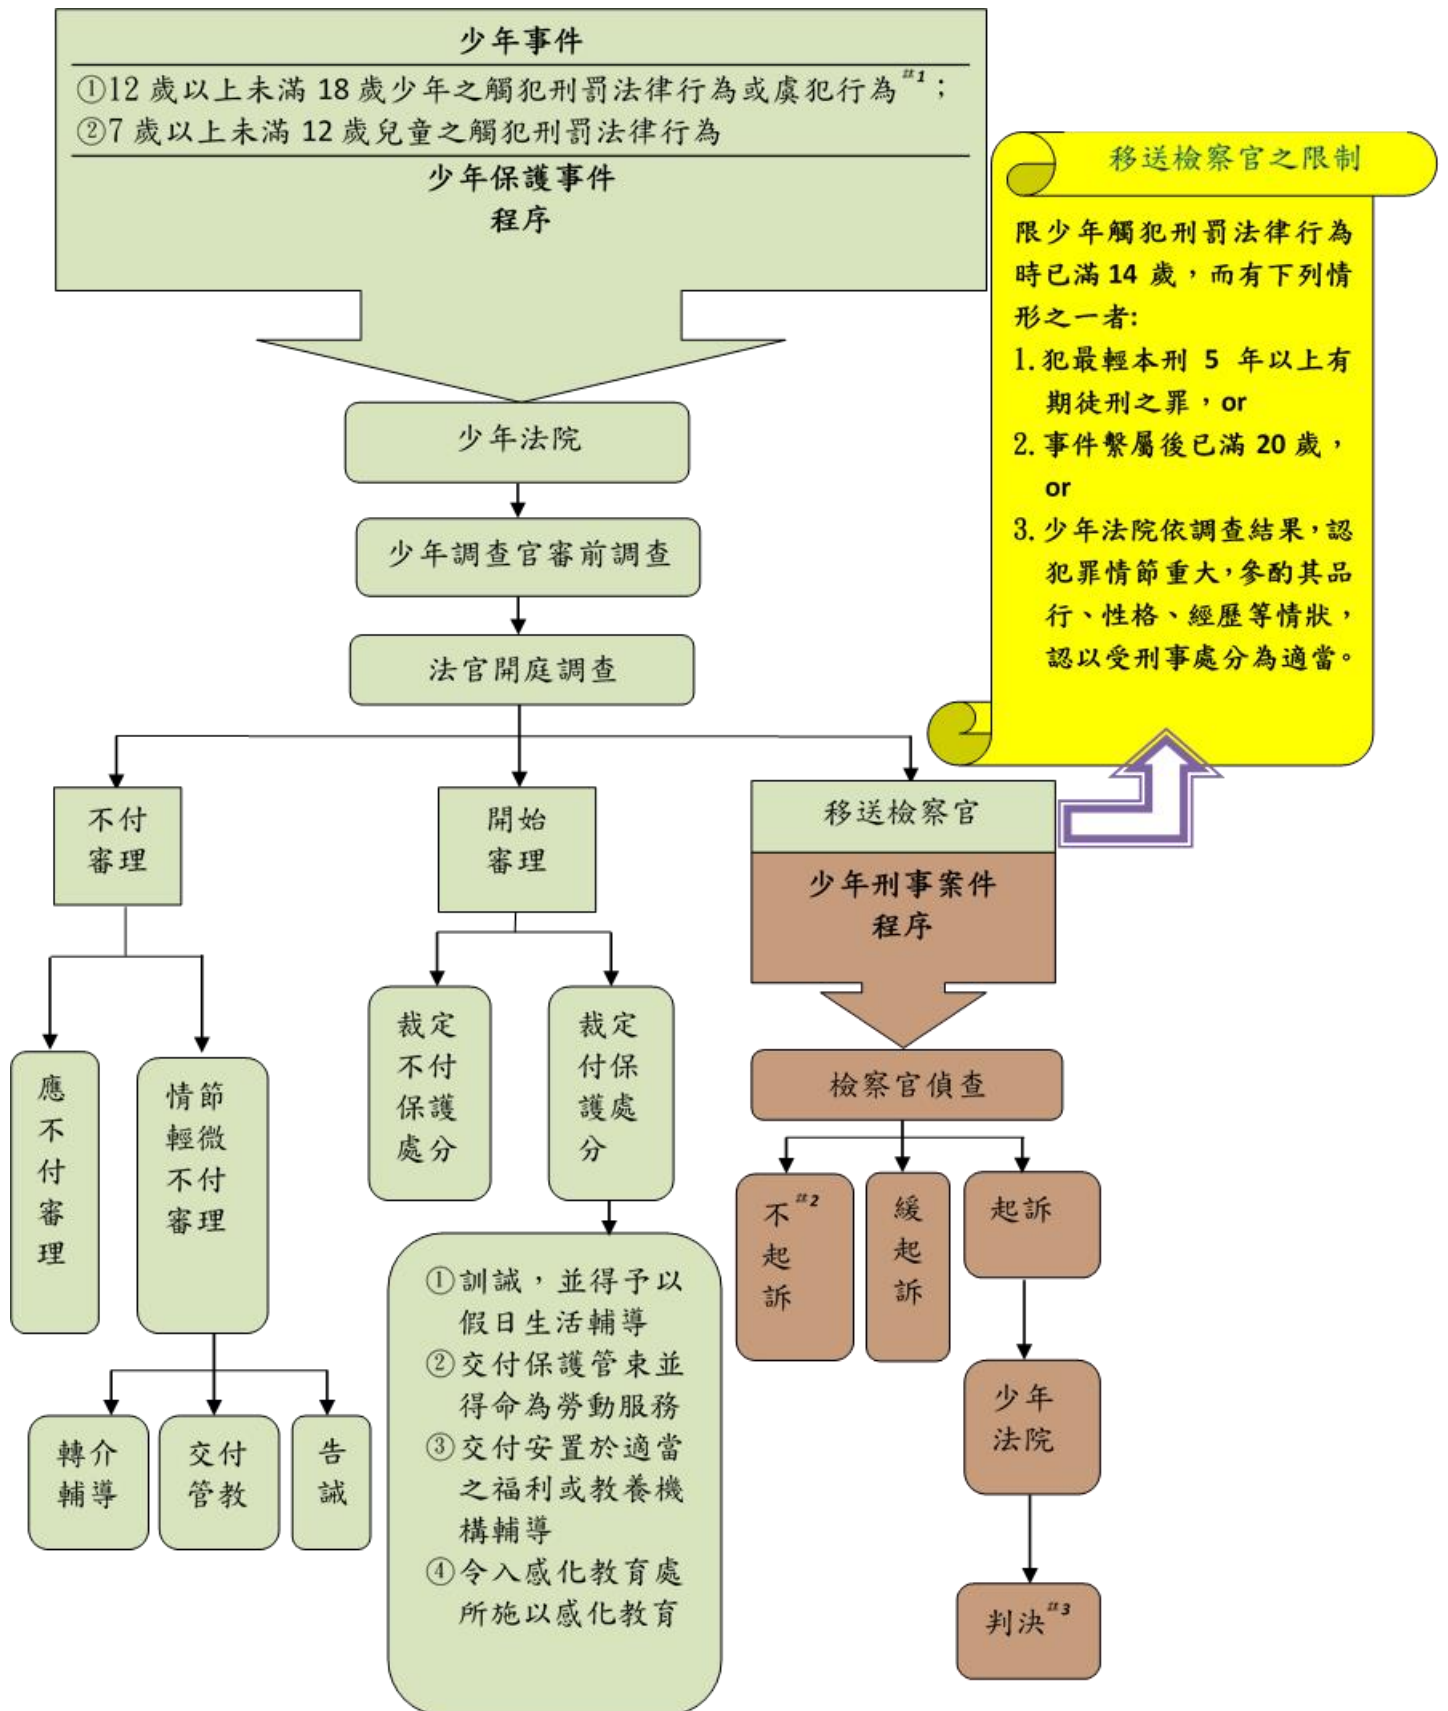 少年事件
①12 歲以上未滿 18 歲少年之觸犯刑罰法律行為或虞犯行為註1；
②7 歲以上未滿 12 歲兒童之觸犯刑罰法律行為
少年保護事件
程序
移送檢察官之限制
限少年觸犯刑罰法律行為
時已滿 14 歲，而有下列情
形之一者:
1. 犯最輕本刑 5 年以上有
期徒刑之罪，or
2. 事件繫屬後已滿 20 歲，
or
3. 少年法院依調查結果，認
犯罪情節重大，參酌其品
行、性格、經歷等情狀，
認以受刑事處分為適當。
少年法院
少年調查官審前調查
法官開庭調查
不付
審理
開始
審理
移送檢察官
少年刑事案件
程序
應
不
付
審
理
情節
輕微
不付
審理
裁定
不付
保護
處分
裁定
付保
護處
分
檢察官偵查
不註2
起
訴
緩
起
訴
起訴
轉介
輔導
交付
管教
告
誡
①訓誡，並得予以
假日生活輔導
②交付保護管束並
得命為勞動服務
③交付安置於適當
之福利或教養機
構輔導
④令入感化教育處
所施以感化教育
少年
法院
判決註3